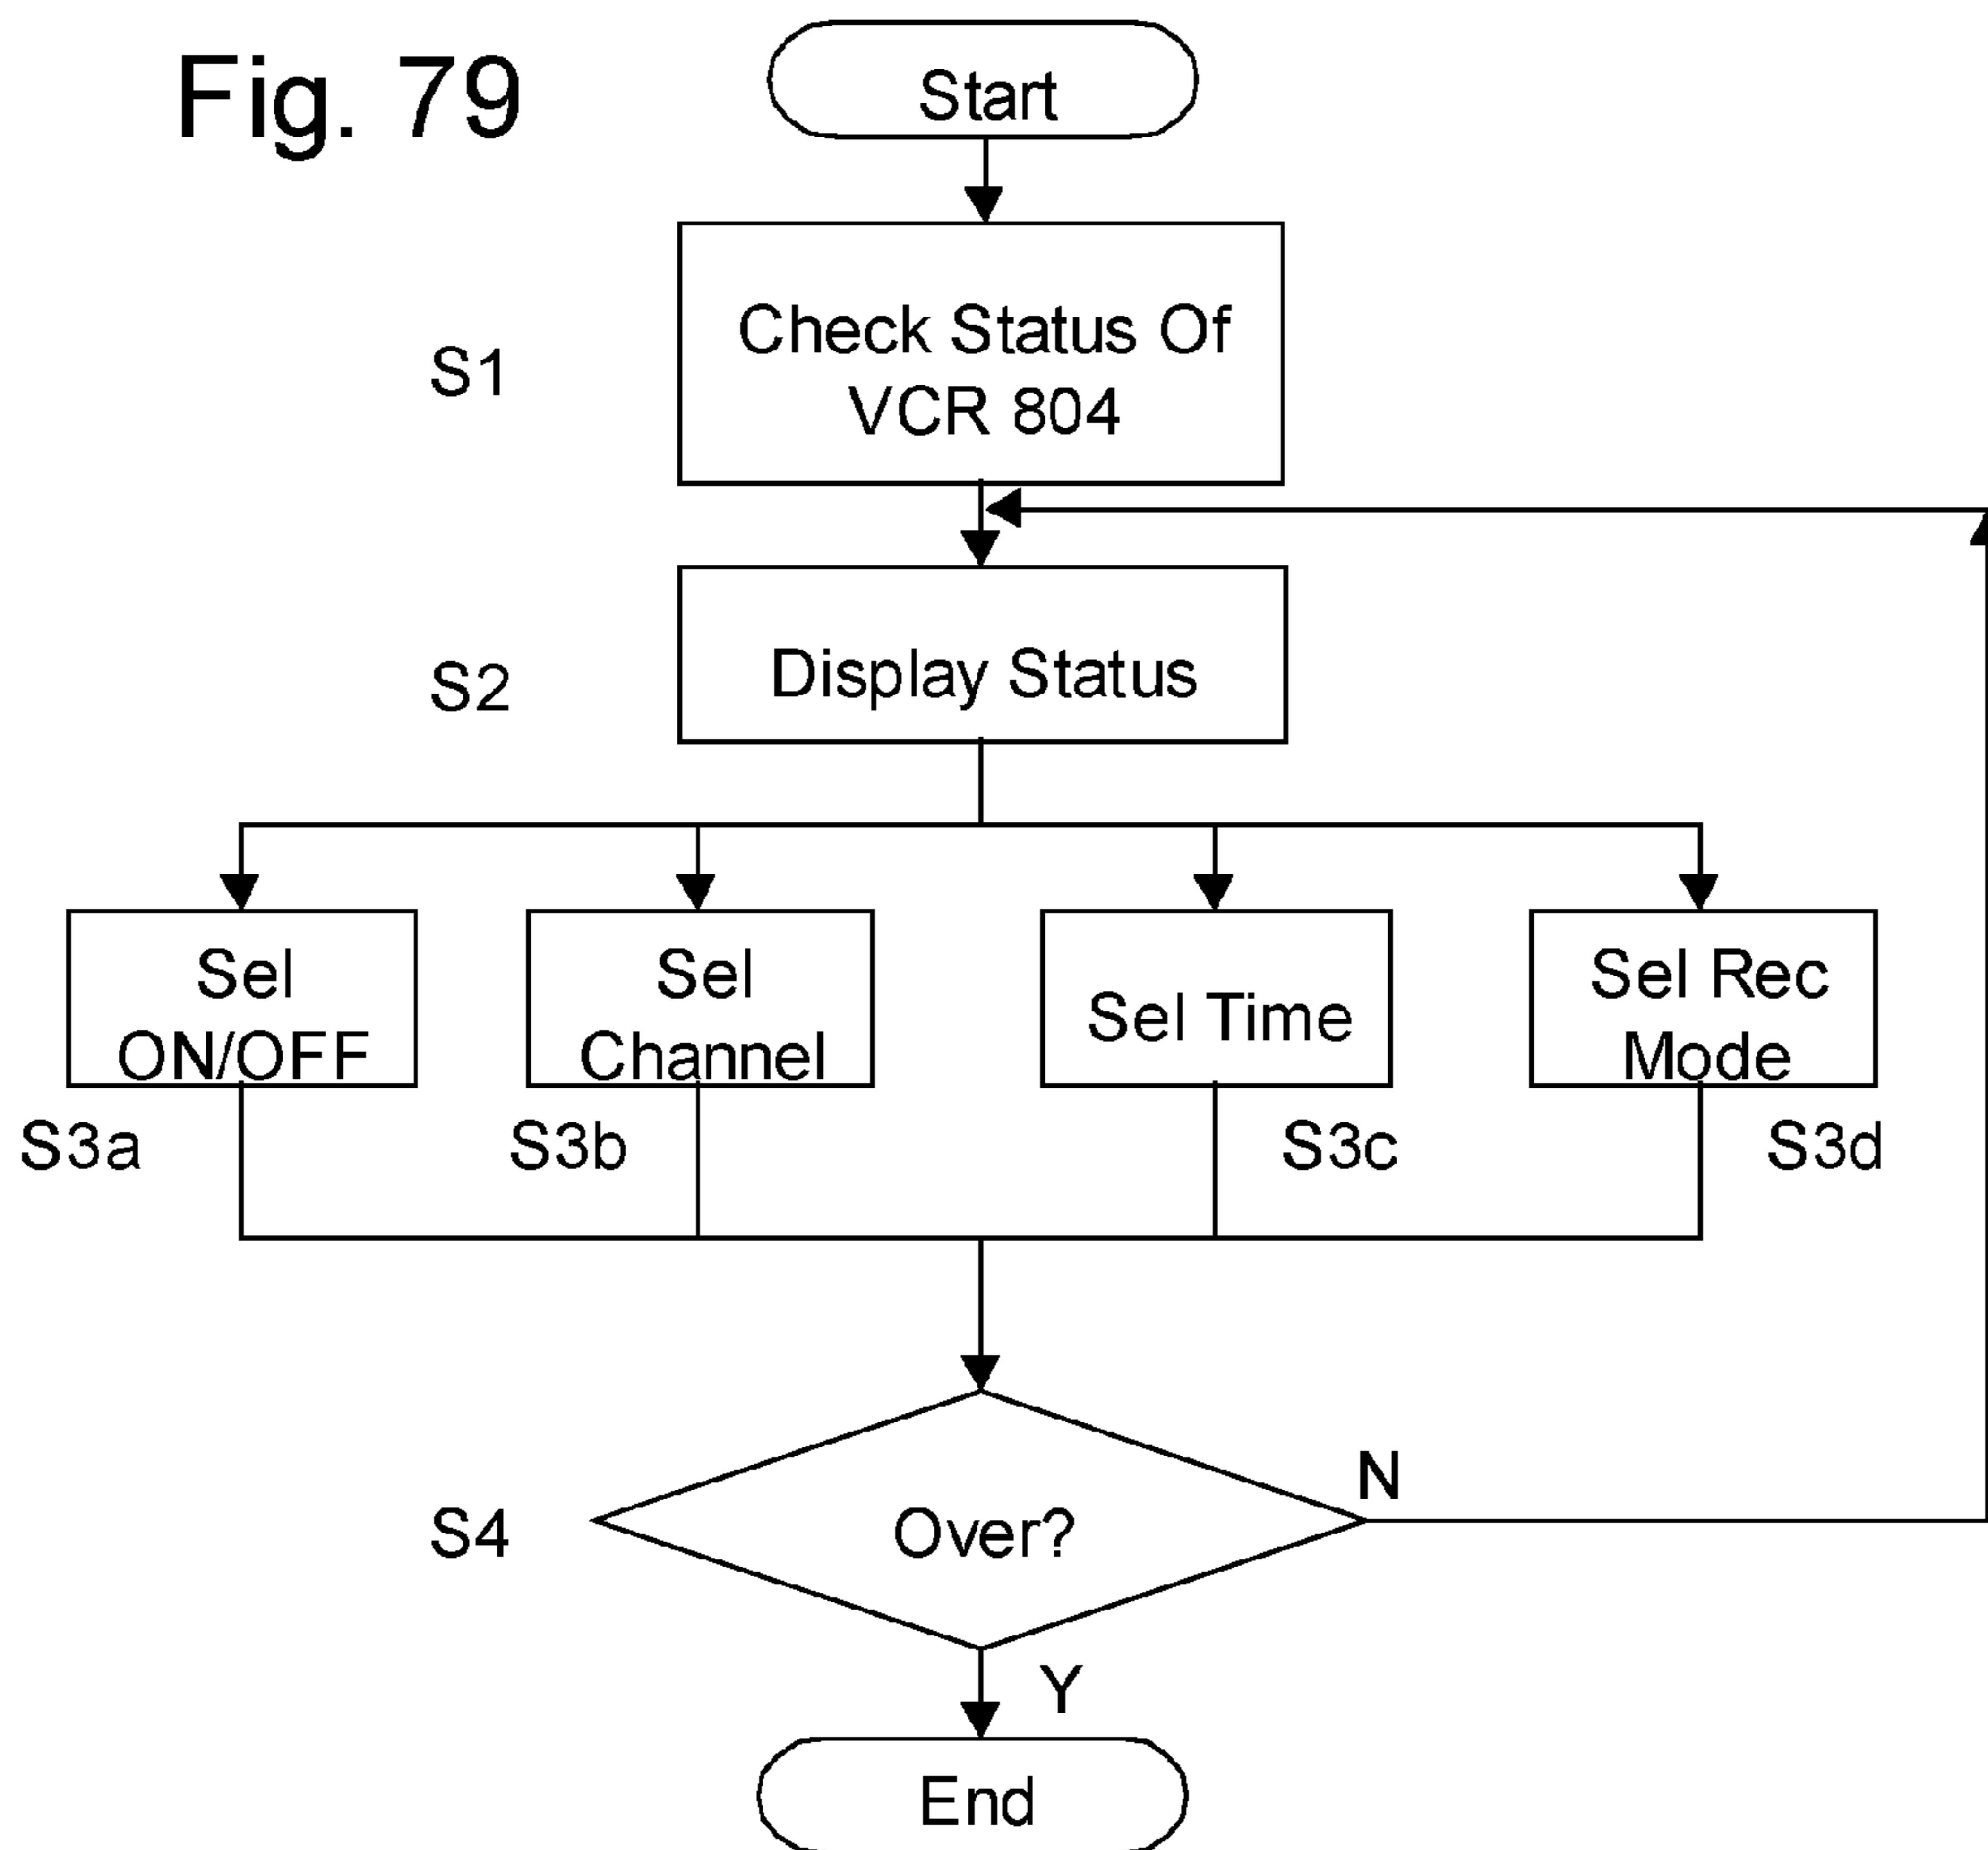 Fig. 79
Start
S1
Check Status Of
VCR 804
S2
Display Status
Sel
ON/OFF
Sel
Channel
Sel Time
Sel Rec
Mode
S3a
S3b
S3c
S3d
S4
Over?
N
Y
End